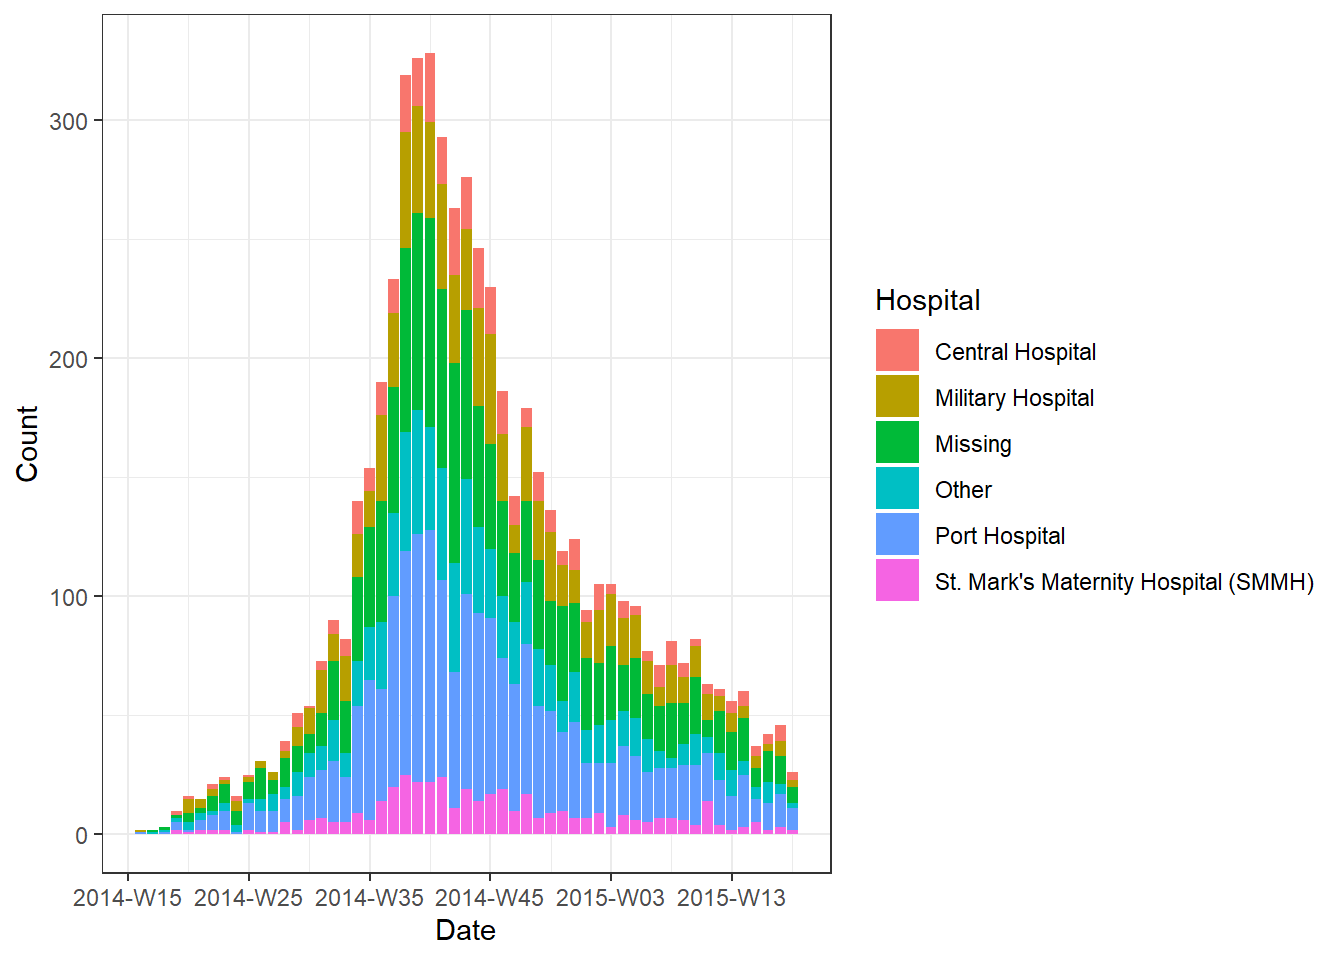 300
200
100
0
Count
2014-W15 2014-W25 2014-W35 2014-W45 2015-W03 2015-W13
Date
Hospital
Central Hospital
Military Hospital
Missing
Other
Port Hospital
St. Mark's Maternity Hospital (SMMH)